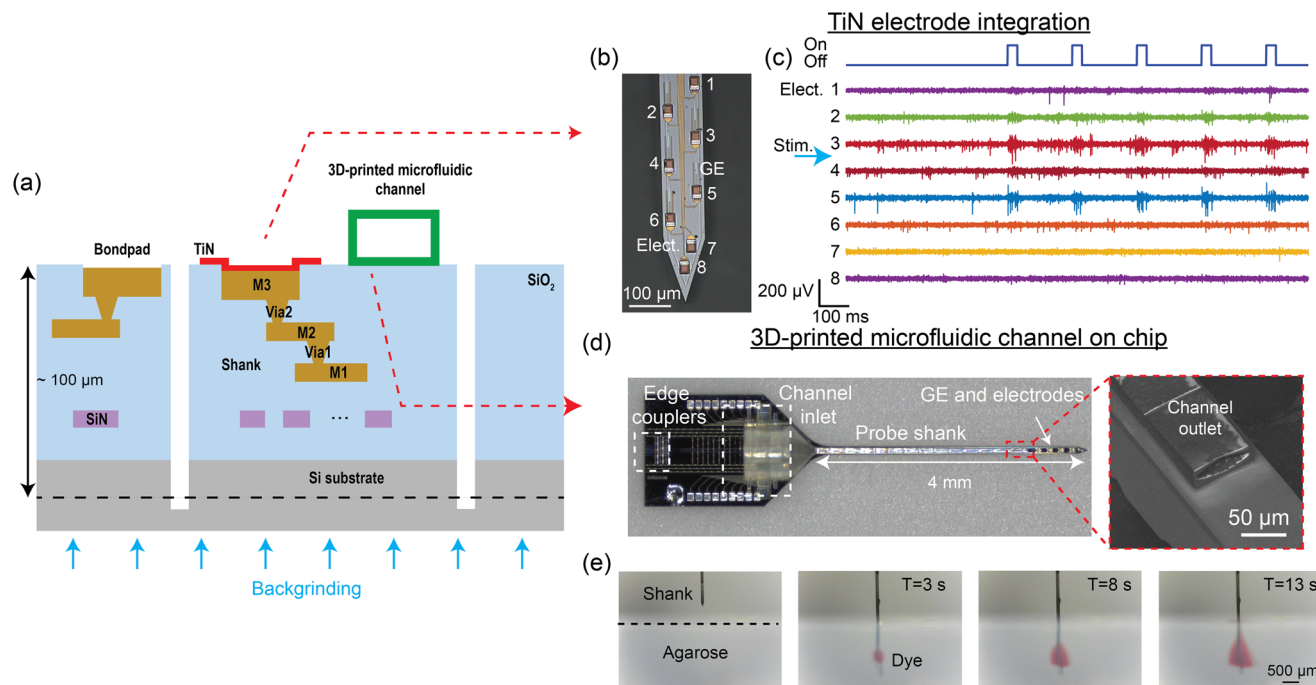 (a)
3D-printed microfluidic
channel
Bondpad
TiN
M3
SiO2
Via2
M2
Via1
Shank
M1
~ 100 µm
SiN
...
Si substrate
Backgrinding
TiN electrode integration
(b)
1
2
3
4
GE
5
6
Elect.
7
8
100 µm
(c)
On
Off
Elect. 1
2
3
Stim.
4
5
6
7
8
200 µV
100 ms
3D-printed microfluidic channel on chip
(d)
Edge
couplers
Channel
inlet
GE and electrodes
Probe shank
4 mm
Channel
outlet
50 µm
(e)
Shank
Agarose
T=3 s
Dye
T=8 s
T=13 s
500 µm